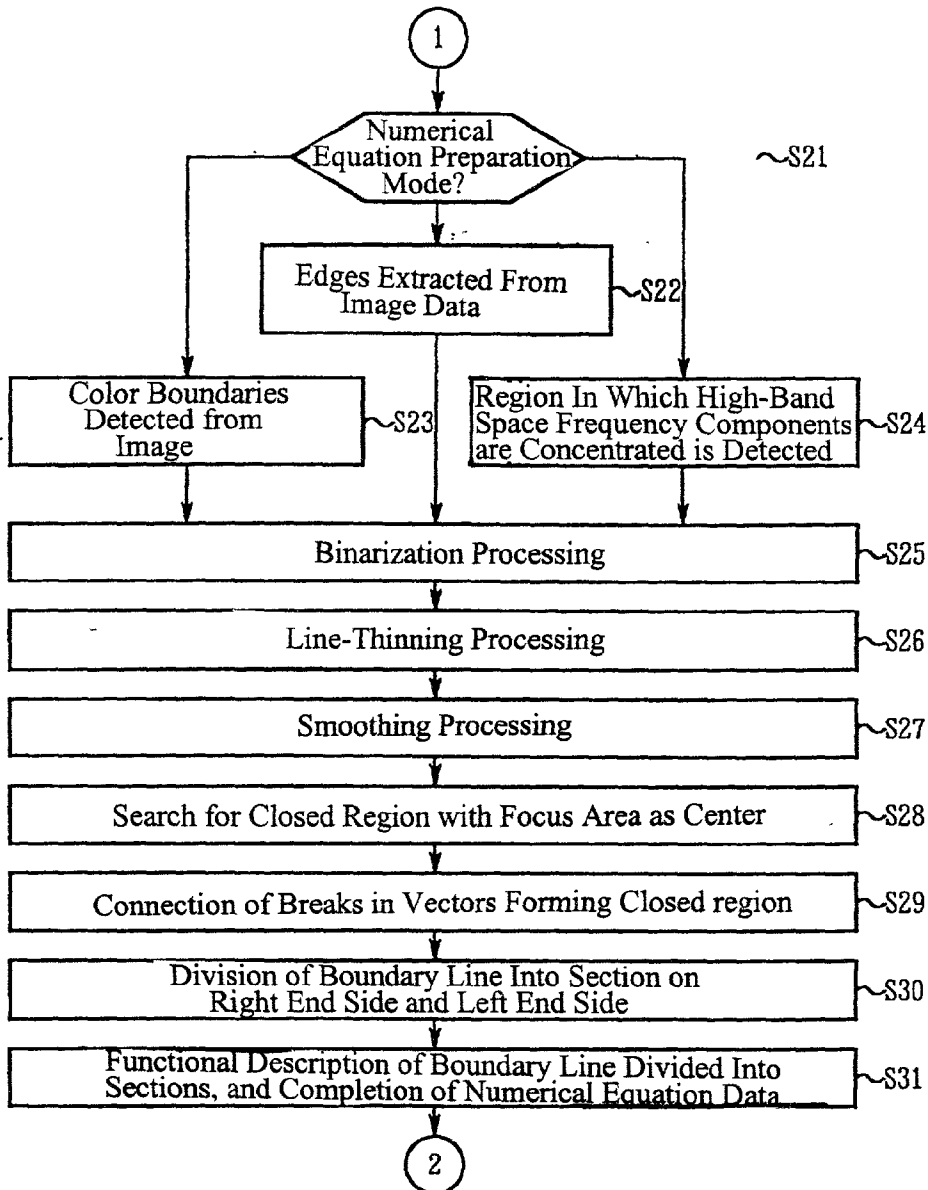 1
Numerical
Equation Preparation
Mode?
~S21
Edges Extracted From
Image Data
~S22
Color Boundaries
Detected from
Image
~S23
Region In Which High-Band
Space Frequency Components
are Concentrated is Detected
~S24
Binarization Processing
~S25
Line-Thinning Processing
~S26
Smoothing Processing
~S27
Search for Closed Region with Focus Area as Center
~S28
Connection of Breaks in Vectors Forming Closed region
~S29
Division of Boundary Line Into Section on
Right End Side and Left End Side
~S30
Functional Description of Boundary Line Divided Into
Sections, and Completion of Numerical Equation Data
~S31
2